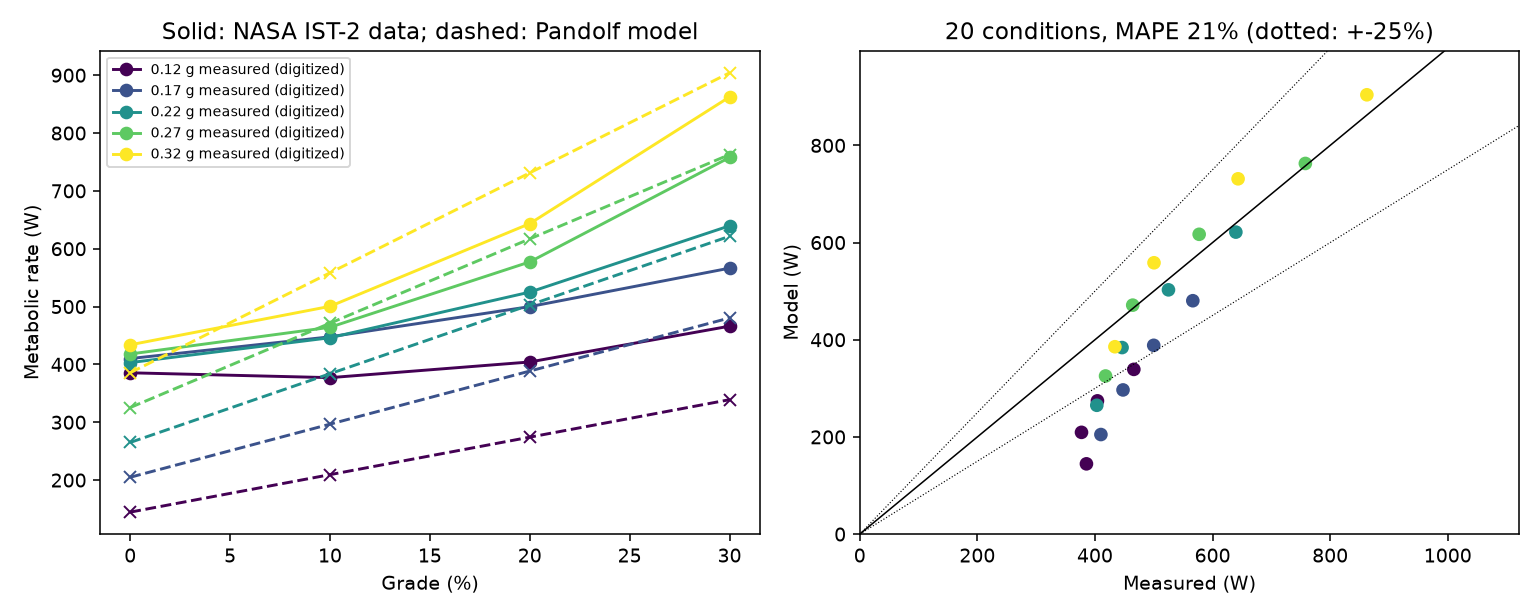 Solid: NASA IST-2 data; dashed: Pandolf model
900
800
700
600
500
400
300
200
Metabolic rate (W)
0.12 g measured (digitized)
0.17 g measured (digitized)
0.22 g measured (digitized)
0.27 g measured (digitized)
0.32 g measured (digitized)
0 5 10 15 20 25 30
Grade (%)
20 conditions, MAPE 21% (dotted: +-25%)
800
600
400
200
0
Model (W)
0 200 400 600 800 1000
Measured (W)